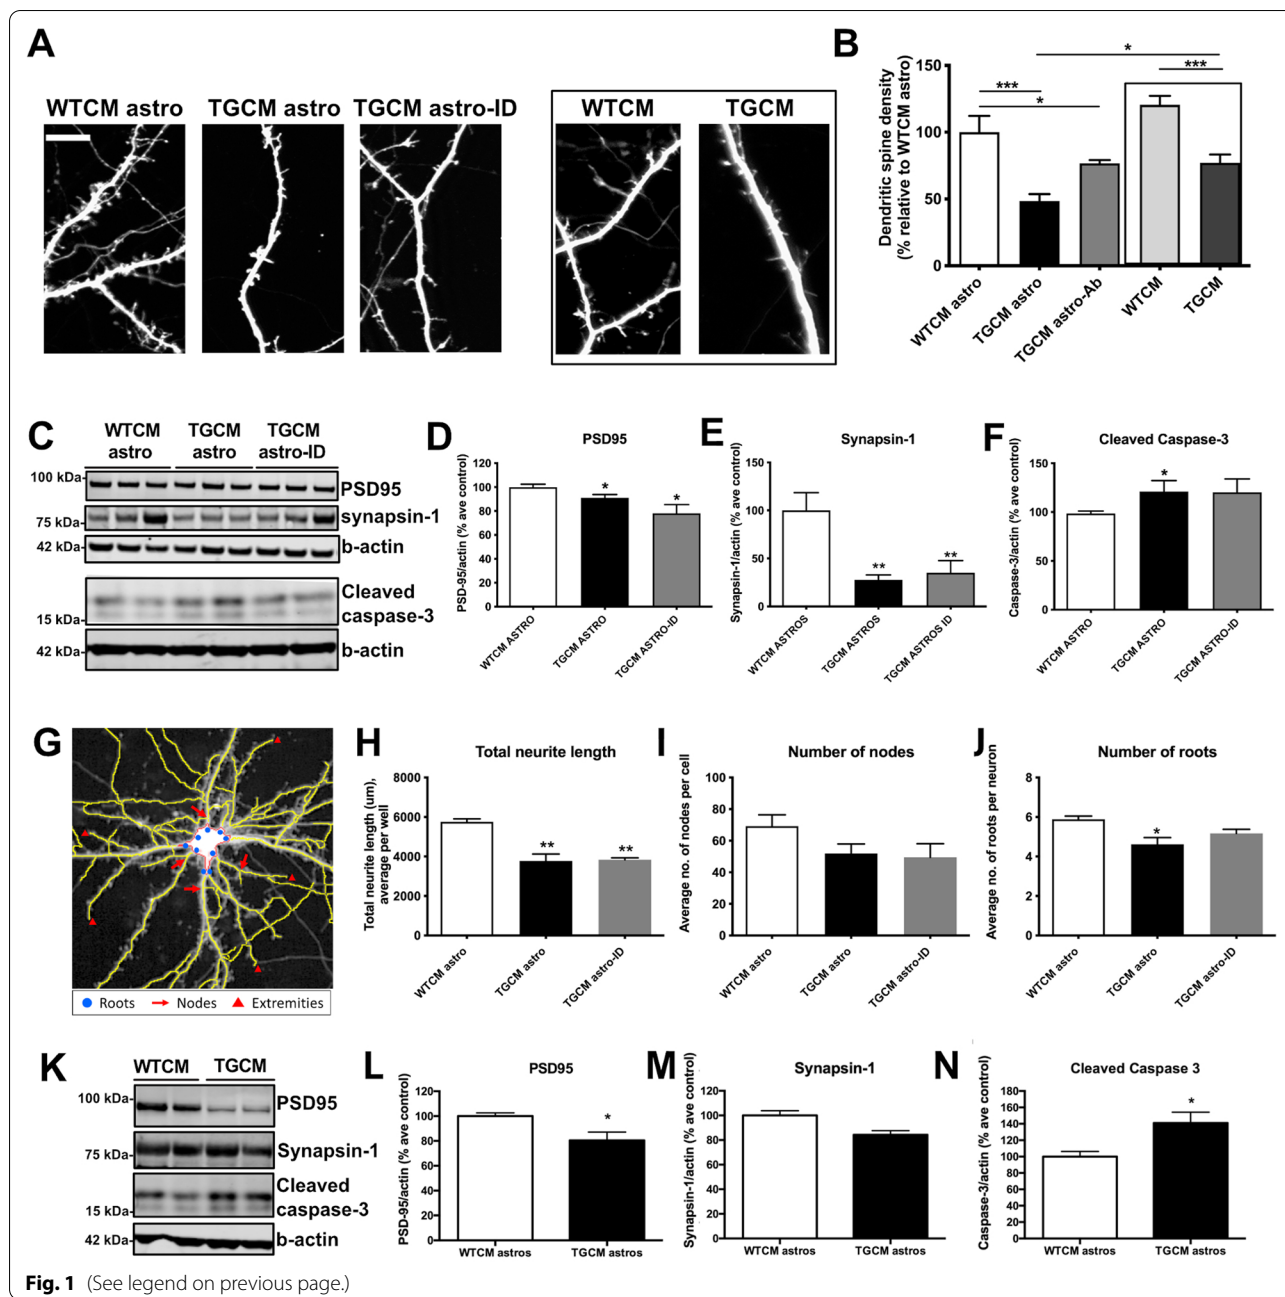 A
WTCM astro TGCM astro TGCM astro-ID
WTCM TGCM
B
Dendritic spine density
(% relative to WTCM astro)
150
100
50
0
***
*
*
***
WTCM astro
TGCM astro
TGCM astro-Ab
WTCM
TGCM
C
WTCM astro
TGCM astro
TGCM astro-ID
100 kDa-
PSD95
75 kDa-
synapsin-1
42 kDa-
b-actin
Cleaved
caspase-3
15 kDa-
42 kDa-
b-actin
D
PSD95
PSD-95/actin (% ave control)
120
100
80
60
40
20
0
*
*
WTCM ASTRO
TGCM ASTRO
TGCM ASTRO-ID
E
Synapsin-1
Synapsin-1/actin (% ave control)
150
100
50
0
**
**
WTCM ASTROS
TGCM ASTROS
TGCM ASTROS ID
F
Cleaved Caspase-3
Caspase-3/actin (% ave control)
150
100
50
0
*
WTCM ASTRO
TGCM ASTRO
TGCM ASTRO-ID
G
Roots Nodes Extremities
H
Total neurite length
Total neurite length (um),
average per well
8000
6000
4000
2000
0
**
**
WTCM astro
TGCM astro
TGCM astro-ID
I
Number of nodes
Average no. of nodes per cell
100
80
60
40
20
0
WTCM astro
TGCM astro
TGCM astro-ID
J
Number of roots
Average no. of roots per neuron
8
6
4
2
0
*
WTCM astro
TGCM astro
TGCM astro-ID
K
WTCM TGCM
100 kDa-
PSD95
75 kDa-
Synapsin-1
Cleaved
caspase-3
15 kDa-
42 kDa-
b-actin
L
PSD95
PSD-95/actin (% ave control)
120
100
80
60
40
20
0
*
WTCM astros TGCM astros
M
Synapsin-1
Synapsin-1/actin (% ave control)
120
100
80
60
40
20
0
WTCM astros TGCM astros
N
Cleaved Caspase 3
Caspase-3/actin (% ave control)
180
160
140
120
100
80
60
40
20
0
*
WTCM astros TGCM astros
Fig. 1 (See legend on previous page.)